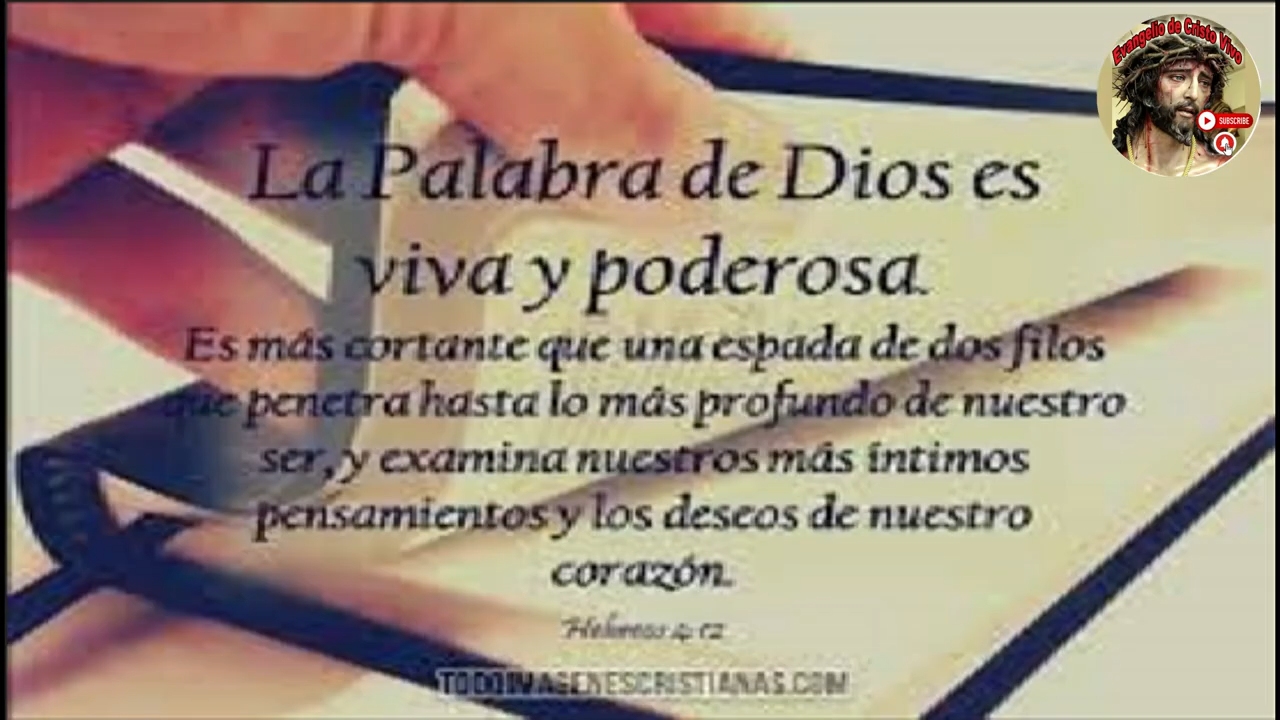 Evangelio de Cristo Vivo
SUBSCRIBE
La Palabra de Dios es
viva y poderosa.
Es más cortante que una espada de dos filos
que penetra hasta lo más profundo de nuestro
ser, y examina nuestros más íntimos
pensamientos y los deseos de nuestro
corazón.
Hebreos 4:12
TODOIMAGENESCRISTIANAS.COM